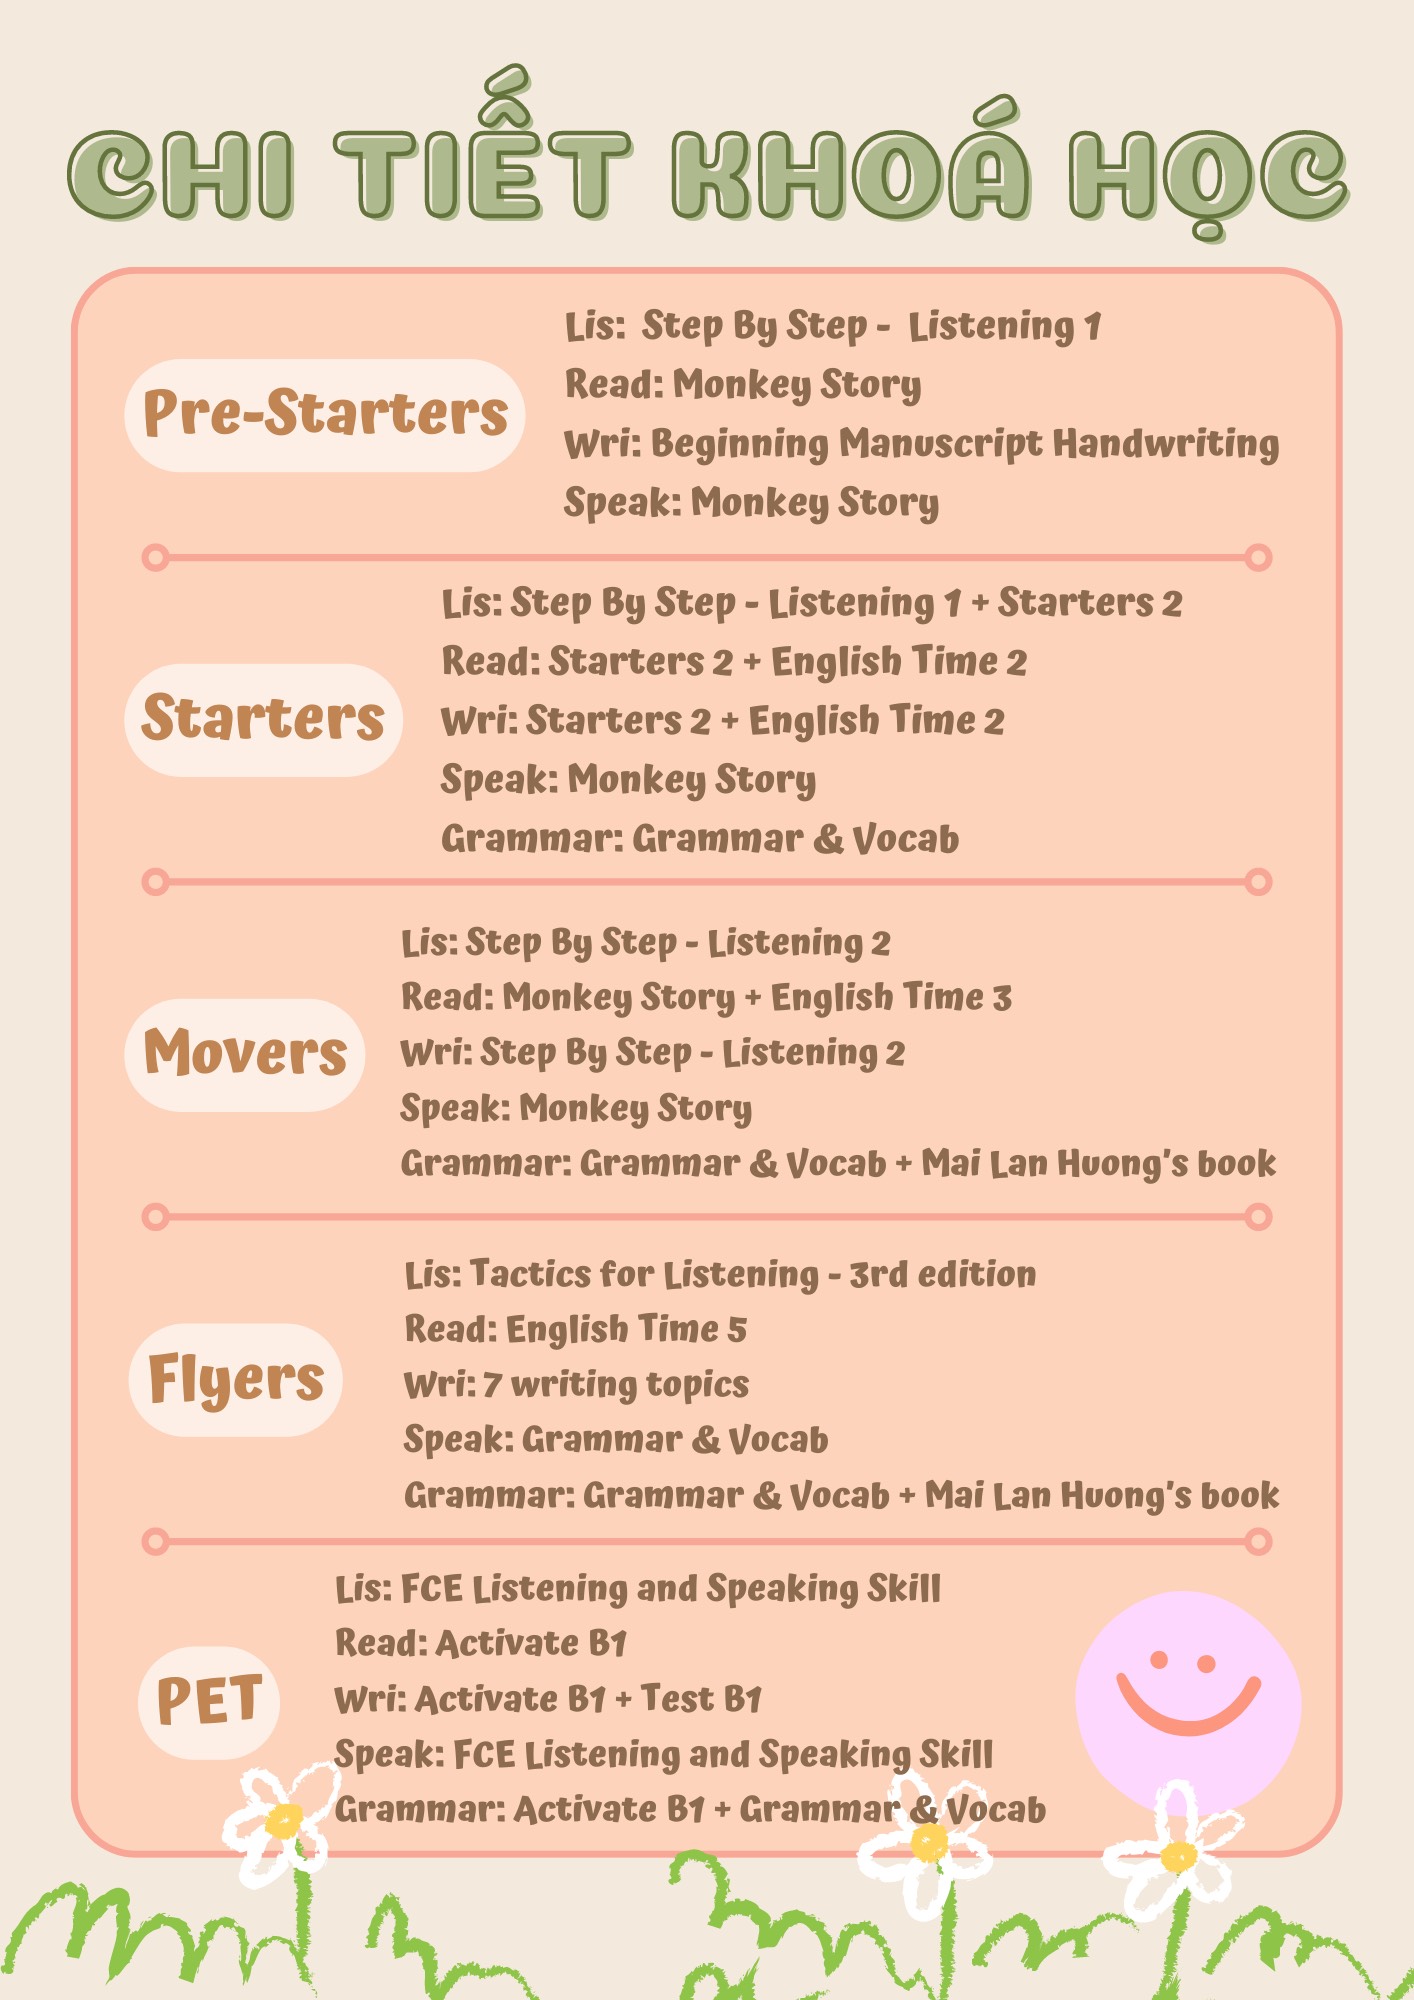 CHI TIẾT KHOÁ HỌC
Pre-Starters
Lis: Step By Step - Listening 1
Read: Monkey Story
Wri: Beginning Manuscript Handwriting
Speak: Monkey Story
Starters
Lis: Step By Step - Listening 1 + Starters 2
Read: Starters 2 + English Time 2
Wri: Starters 2 + English Time 2
Speak: Monkey Story
Grammar: Grammar & Vocab
Movers
Lis: Step By Step - Listening 2
Read: Monkey Story + English Time 3
Wri: Step By Step - Listening 2
Speak: Monkey Story
Grammar: Grammar & Vocab + Mai Lan Huong's book
Flyers
Lis: Tactics for Listening - 3rd edition
Read: English Time 5
Wri: 7 writing topics
Speak: Grammar & Vocab
Grammar: Grammar & Vocab + Mai Lan Huong's book
PET
Lis: FCE Listening and Speaking Skill
Read: Activate B1
Wri: Activate B1 + Test B1
Speak: FCE Listening and Speaking Skill
Grammar: Activate B1 + Grammar & Vocab